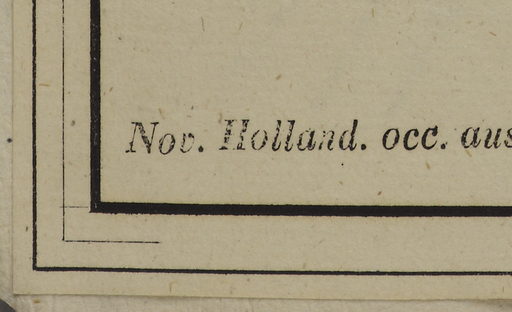 Nov. Holland. occ. aus